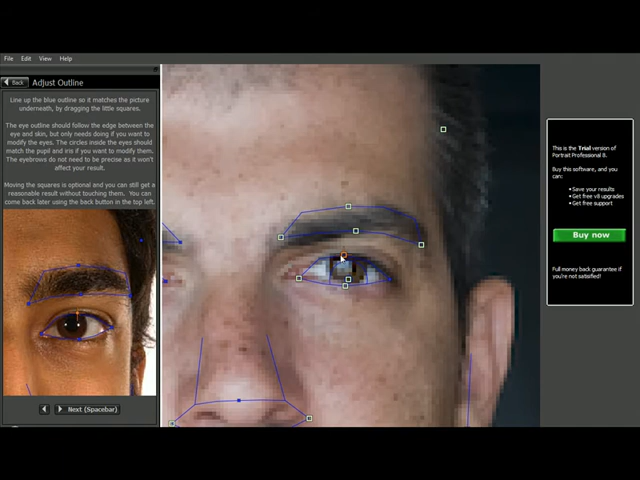 File Edit View Help
Back Adjust Outline
Line up the blue outline so it matches the picture
underneath, by dragging the little squares.
The eye outline should follow the edge between the
eye and skin, but only needs doing if you want to
modify the eyes. The circles inside the eyes should
match the pupil and iris if you want to modify them.
The eyebrows do not need to be precise as it won't
affect your result.
Moving the squares is optional and you can still get a
reasonable result without touching them. You can
come back later using the back button in the top left.
Next (Spacebar)
This is the Trial version of
Portrait Professional 8.
Buy this software, and you
can:
• Save your results
• Get free v8 upgrades
• Get free support
Buy now
Full money back guarantee if
you're not satisfied!